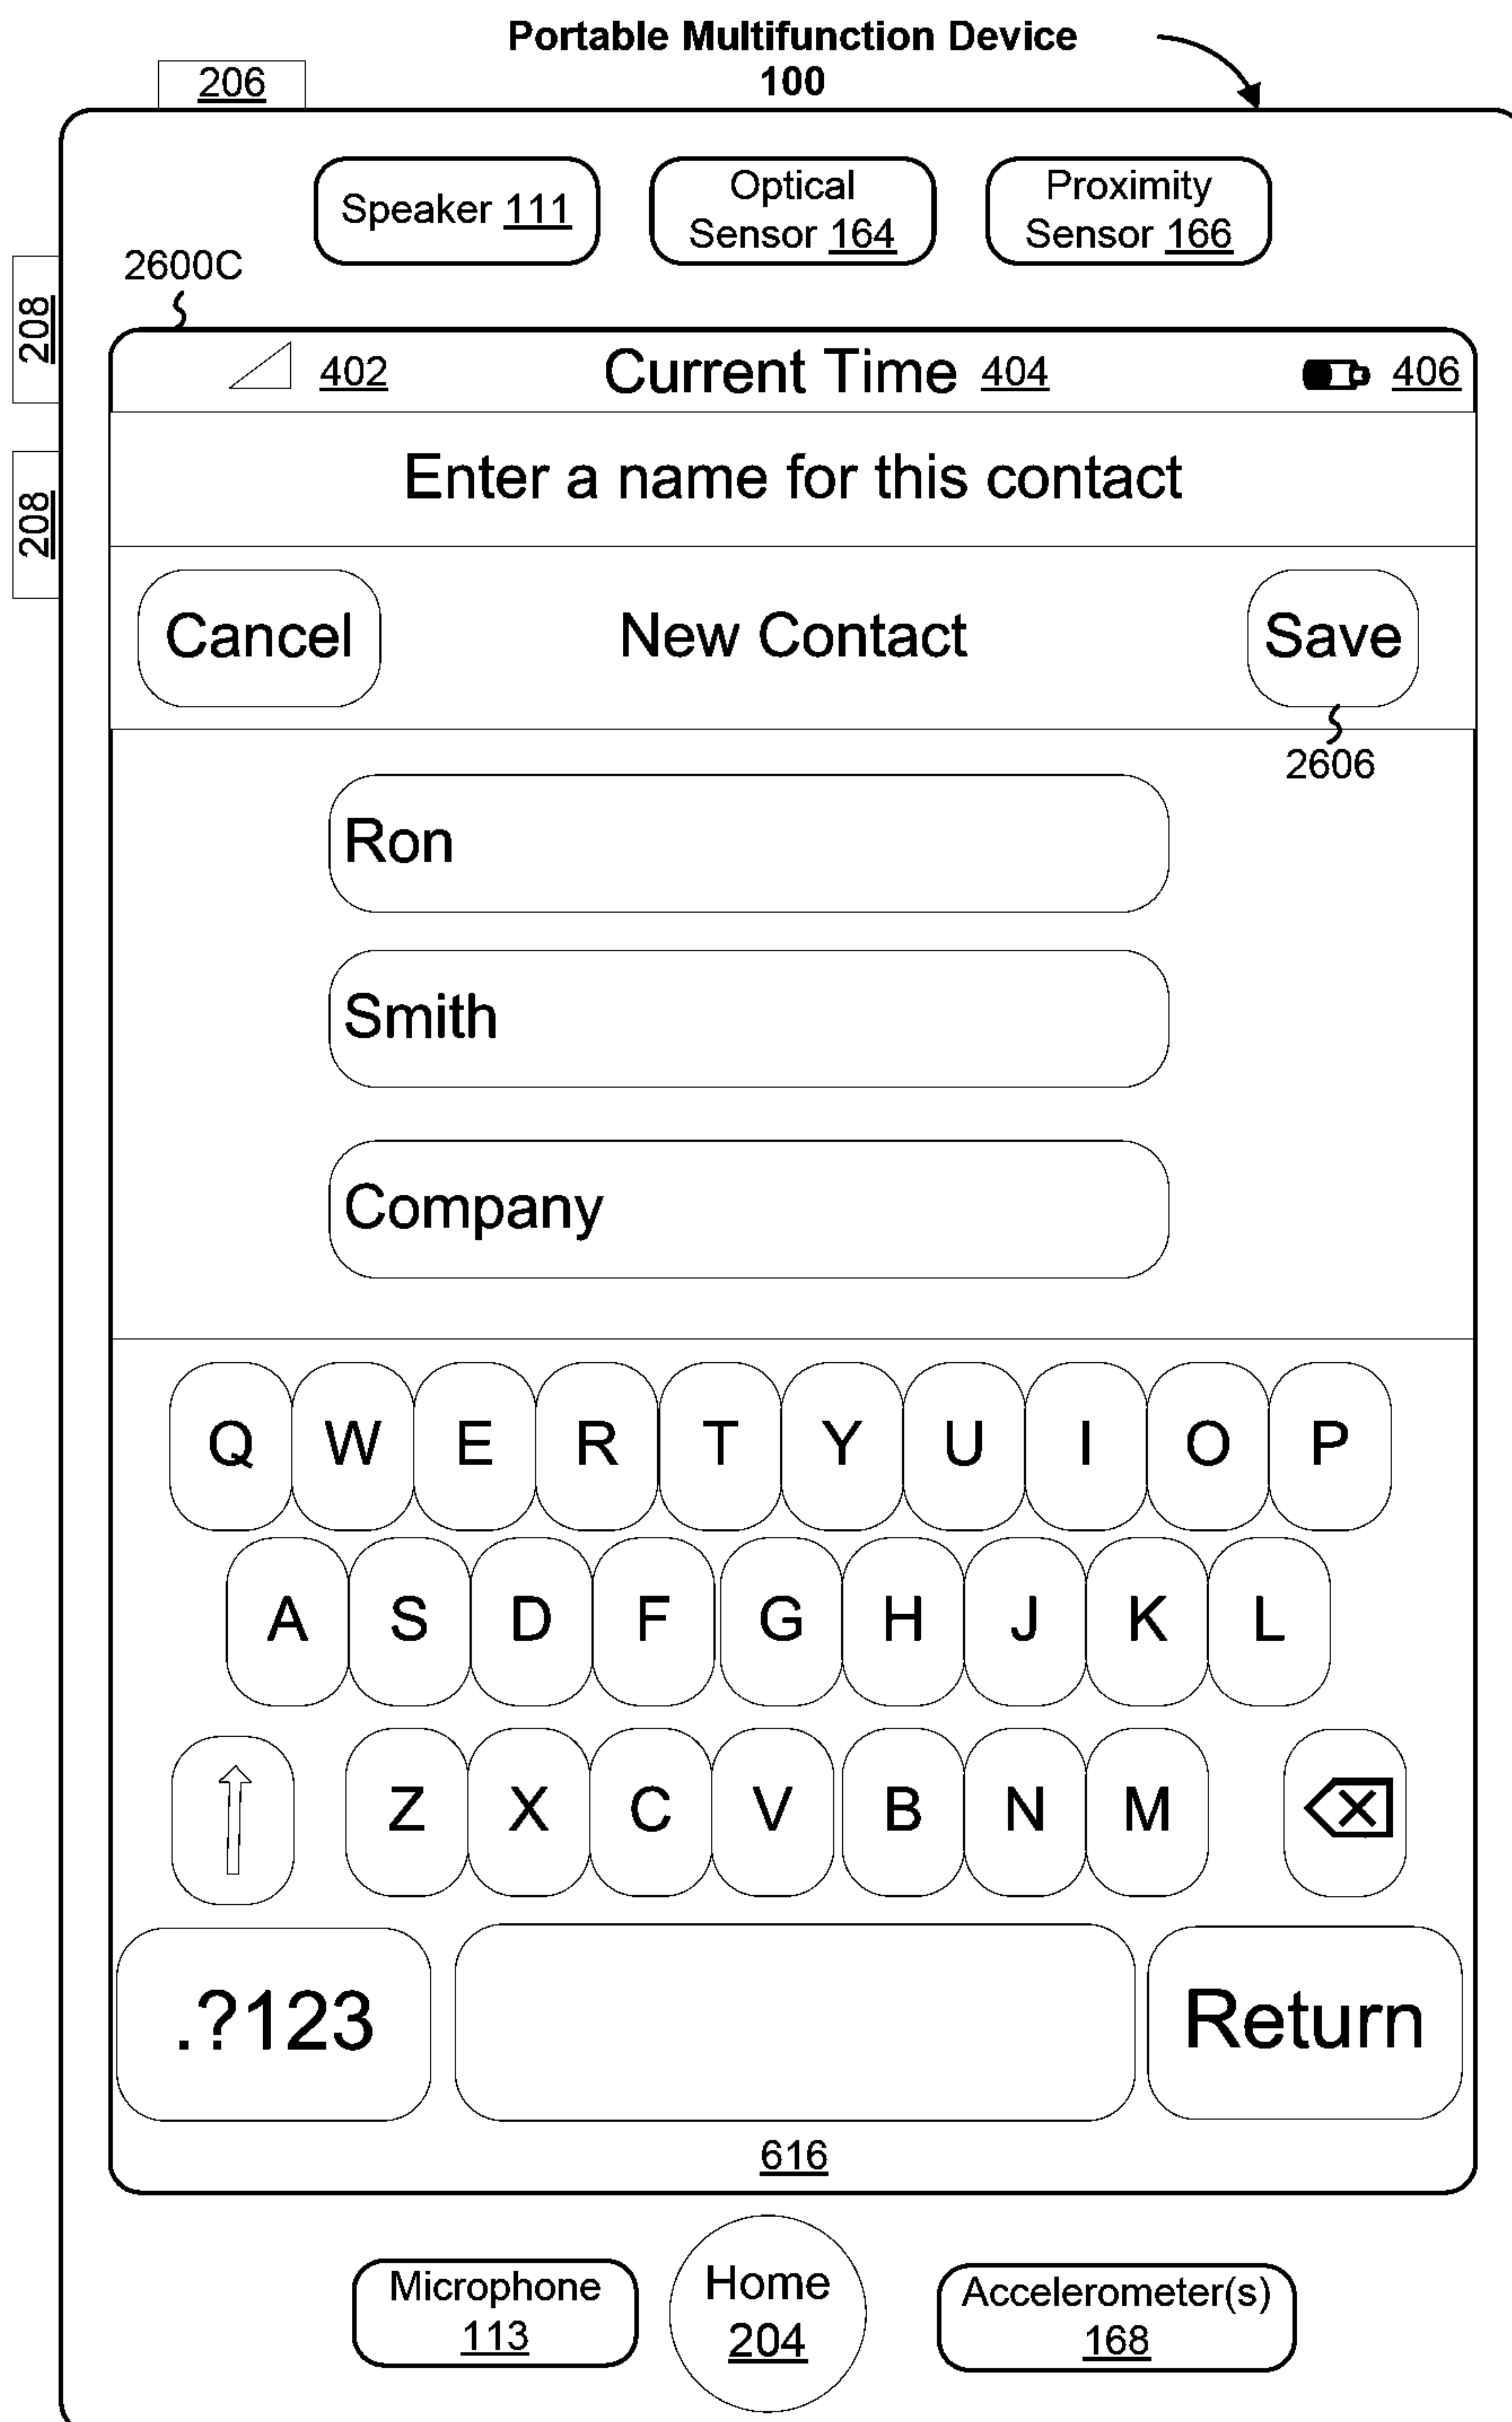 Portable Multifunction Device
100
206
Speaker 111
Optical
Sensor 164
Proximity
Sensor 166
2600C
208
208
402
Current Time 404
406
Enter a name for this contact
Cancel
New Contact
Save
2606
Ron
Smith
Company
Q W E R T Y U I O P
A S D F G H J K L
Z X C V B N M
.?123
Return
616
Microphone
113
Home
204
Accelerometer(s)
168